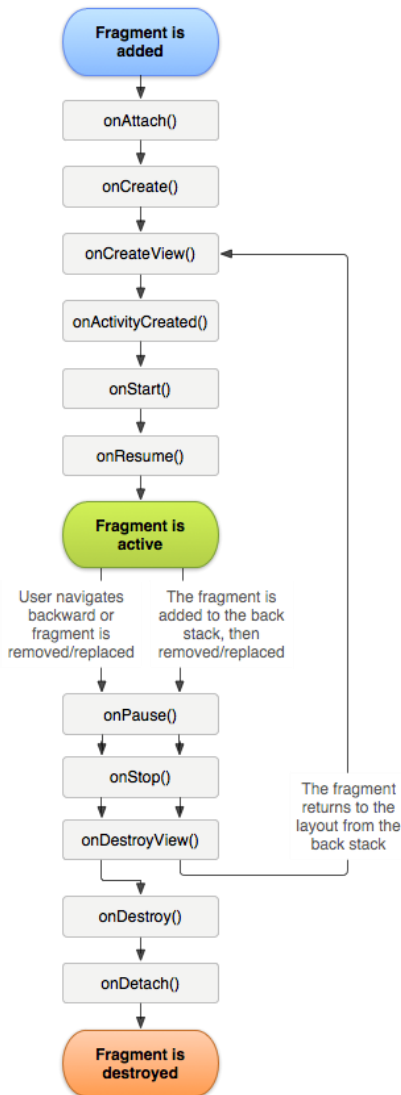 Fragment is
added
onAttach()
onCreate()
onCreateView()
onActivityCreated()
onStart()
onResume()
Fragment is
active
User navigates
backward or
fragment is
removed/replaced
The fragment is
added to the back
stack, then
removed/replaced
onPause()
onStop()
onDestroyView()
The fragment
returns to the
layout from the
back stack
onDestroy()
onDetach()
Fragment is
destroyed